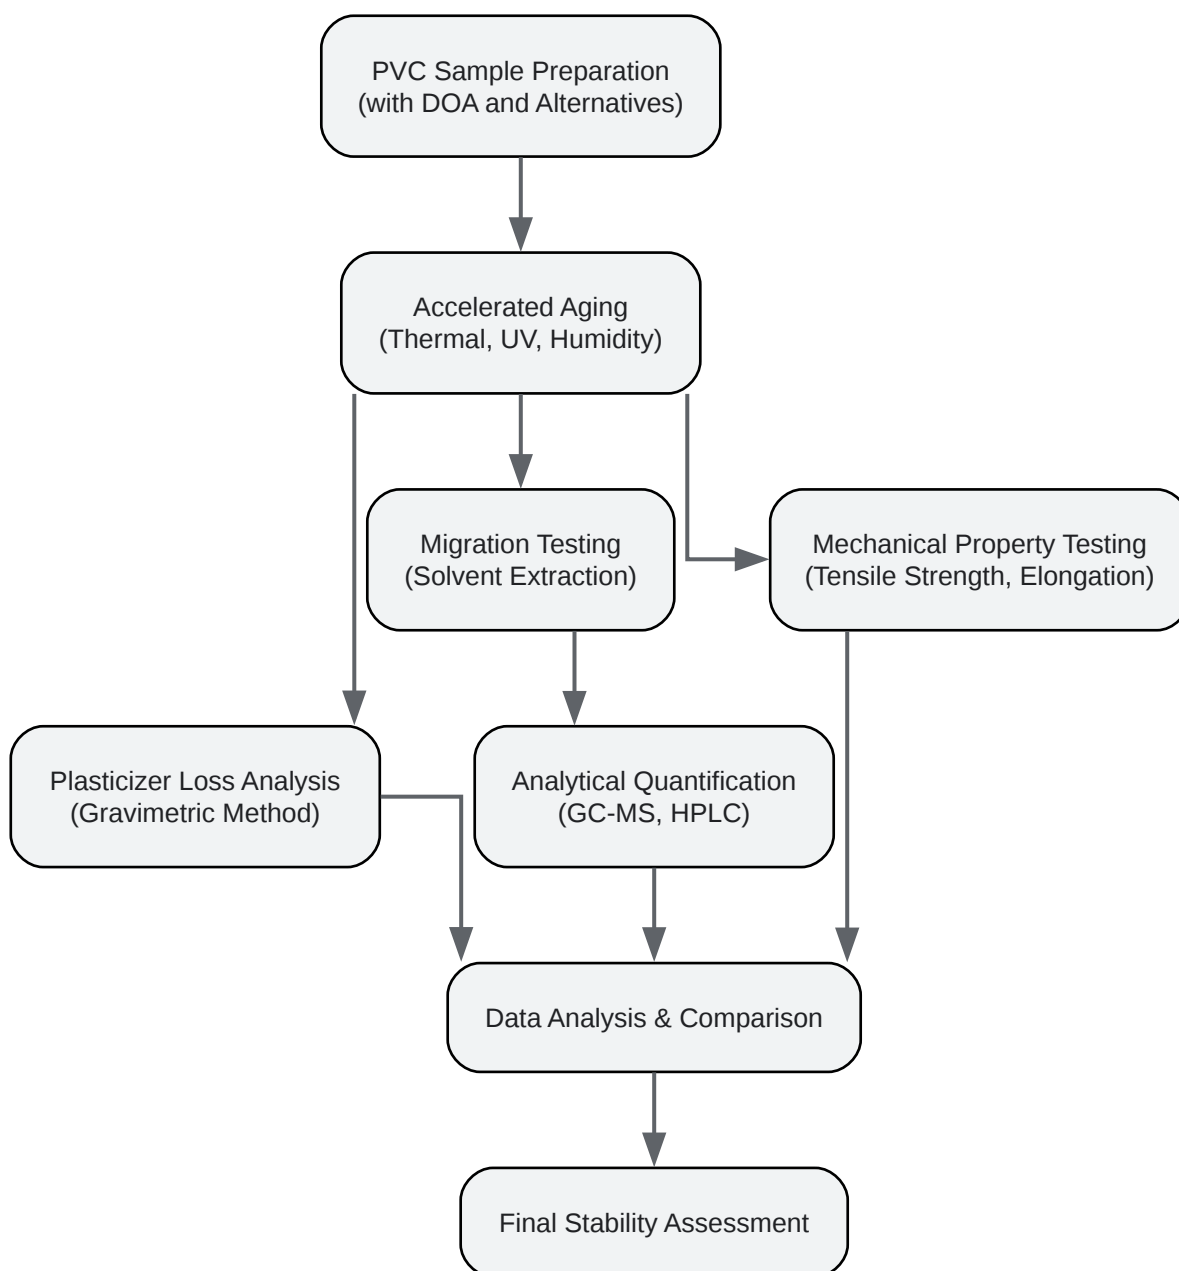 PVC Sample Preparation
(with DOA and Alternatives)
Accelerated Aging
(Thermal, UV, Humidity)
Migration Testing
(Solvent Extraction)
Mechanical Property Testing
(Tensile Strength, Elongation)
Plasticizer Loss Analysis
(Gravimetric Method)
Analytical Quantification
(GC-MS, HPLC)
Data Analysis & Comparison
Final Stability Assessment